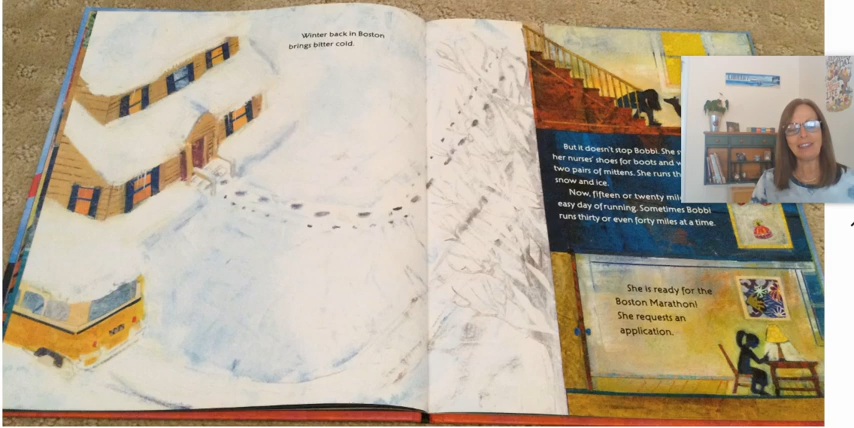 Winter back in Boston
brings bitter cold.
But it doesn't stop Bobbi. She
her nurses' shoes for boots and
two pairs of mittens. She runs
snow and ice.
Now, fifteen or twenty
easy day of running. Sometimes Bobbi
runs thirty or even forty miles at a time.
She is ready for the
Boston Marathon!
She requests an
application.